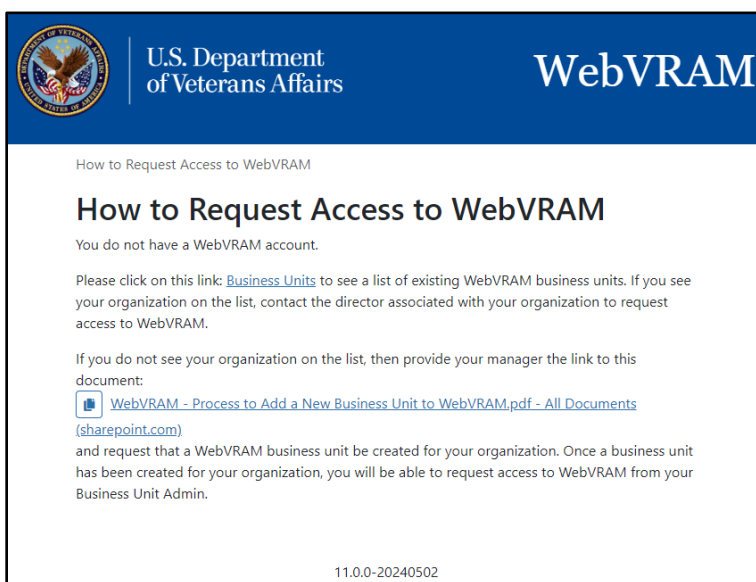 U.S. Department
of Veterans Affairs
WebVRAM
How to Request Access to WebVRAM
How to Request Access to WebVRAM
You do not have a WebVRAM account.
Please click on this link: Business Units to see a list of existing WebVRAM business units. If you see
your organization on the list, contact the director associated with your organization to request
access to WebVRAM.
If you do not see your organization on the list, then provide your manager the link to this
document:
WebVRAM - Process to Add a New Business Unit to WebVRAM.pdf - All Documents
(sharepoint.com)
and request that a WebVRAM business unit be created for your organization. Once a business unit
has been created for your organization, you will be able to request access to WebVRAM from your
Business Unit Admin.
11.0.0-20240502